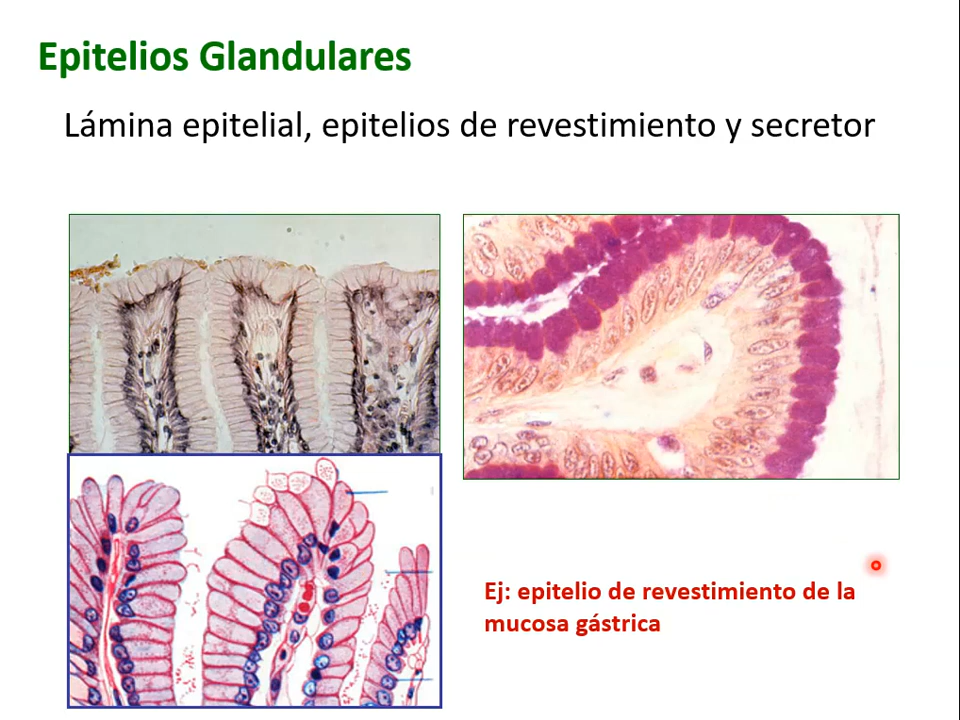 Epitelios Glandulares
Lámina epitelial, epitelios de revestimiento y secretor
Ej: epitelio de revestimiento de la
mucosa gástrica